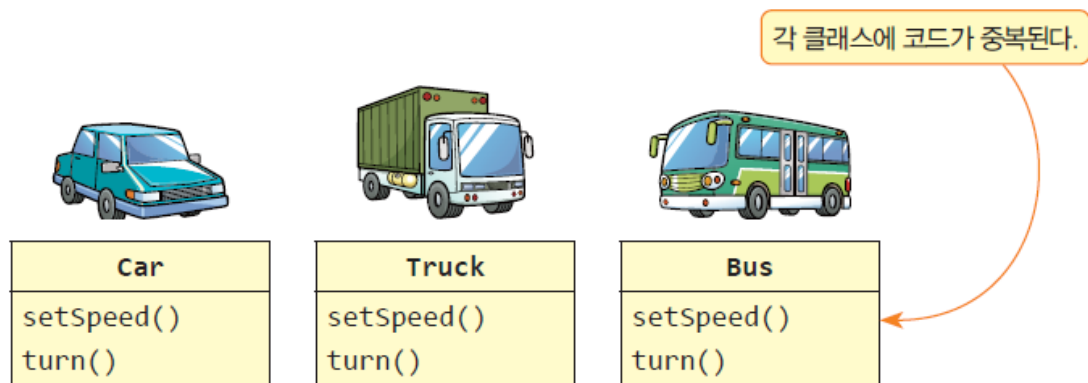 각 클래스에 코드가 중복된다.
Car
setSpeed()
turn()
Truck
setSpeed()
turn()
Bus
setSpeed()
turn()